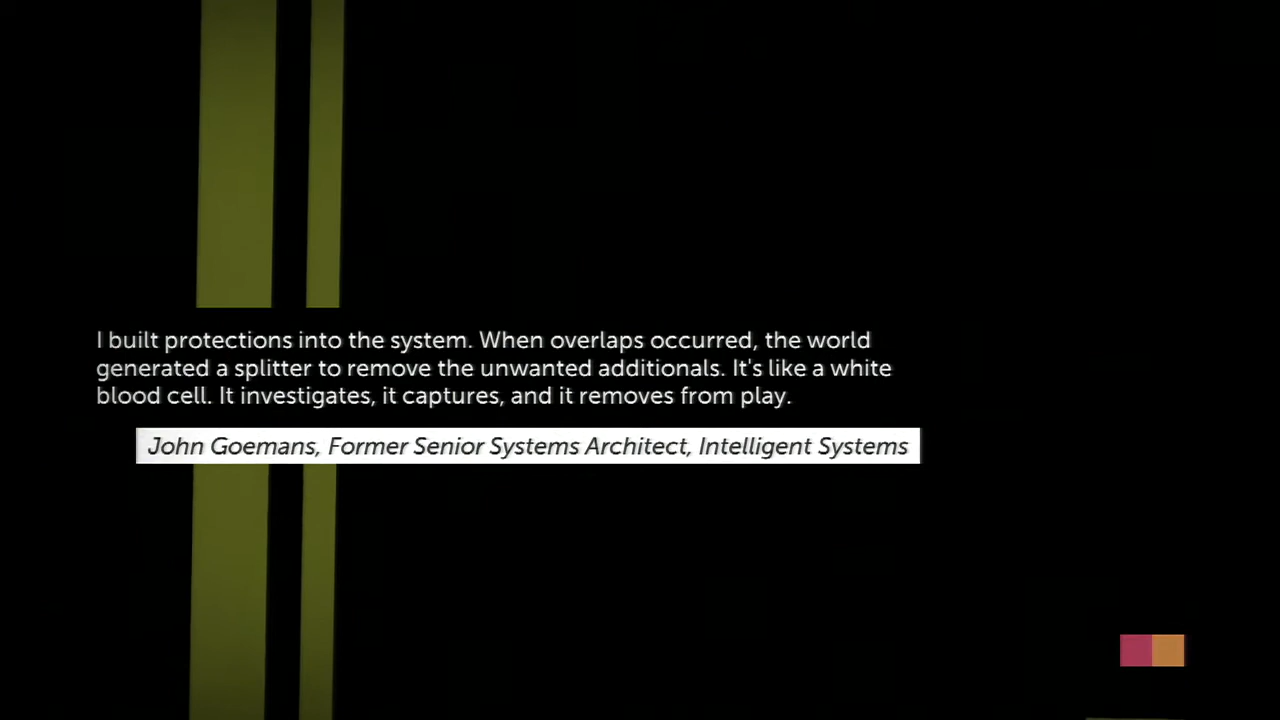 I built protections into the system. When overlaps occurred, the world
generated a splitter to remove the unwanted additionals. It's like a white
blood cell. It investigates, it captures, and it removes from play.
John Goemans, Former Senior Systems Architect, Intelligent Systems